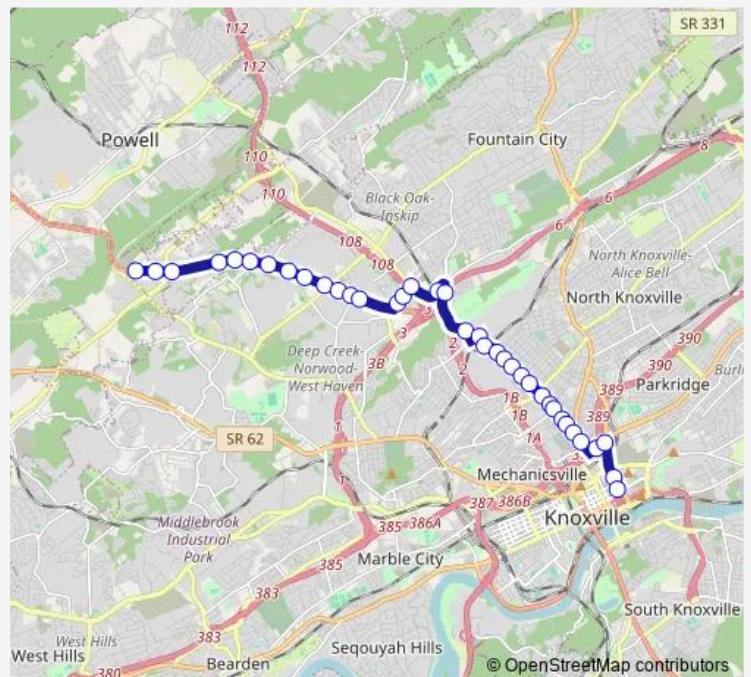 SR 331
112
112
Powell
Fountain City
8
110
110
Black Oak-
Inskip
6
6
108
108
North Knoxville-
Alice Bell
North Knoxville
3
3
2
2
390
390
Deep Creek-
Norwood-
West Haven
3B
Parkridge
389
389
1B
1B
1A
1
1
SR 62
Mechanicsville
387
386B
Knoxville
385
386A
Middlebrook
Industrial
Park
Marble City
385
383
383
South Knoxville
West Hills
West Hills
380
Bearden
Seqouyah Hills
© OpenStreetMap contributors